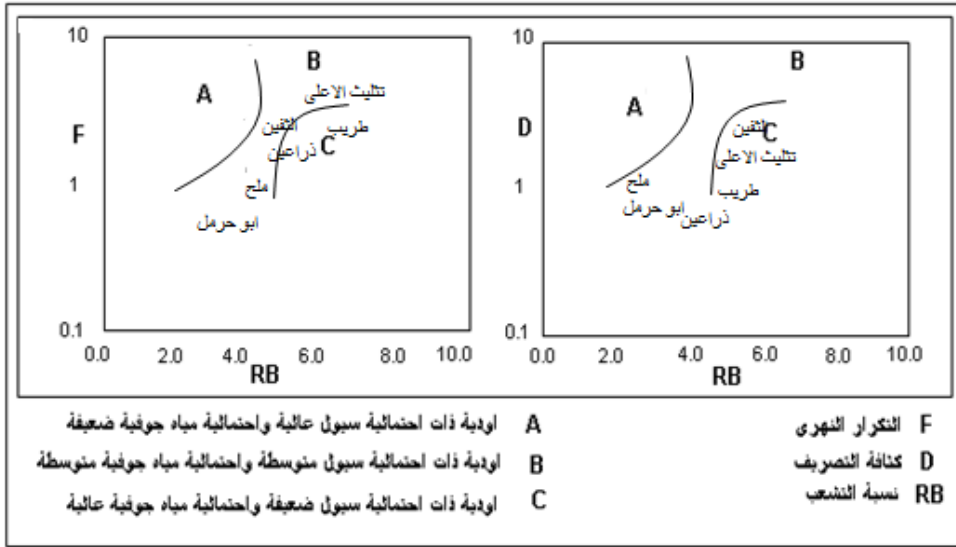 10
B
A
تثليث الاعلى
F
الثفين
طريب
ذراعين
C
1
ملح
ابو حرمل
0.1
0.0 2.0 4.0 6.0 8.0 10.0
RB
10
B
A
D
الثفين
C
تثليث الاعلى
1
ملح
طريب
ابو حرمل
ذراعين
0.1
0.0 2.0 4.0 6.0 8.0 10.0
RB
F التكرار النهرى
D كثافة التصريف
RB نسبة التشعب
A اودية ذات احتمالية سيول عالية واحتمالية مياه جوفية ضعيفة
B اودية ذات احتمالية سيول متوسطة واحتمالية مياه جوفية متوسطة
C اودية ذات احتمالية سيول ضعيفة واحتمالية مياه جوفية عالية